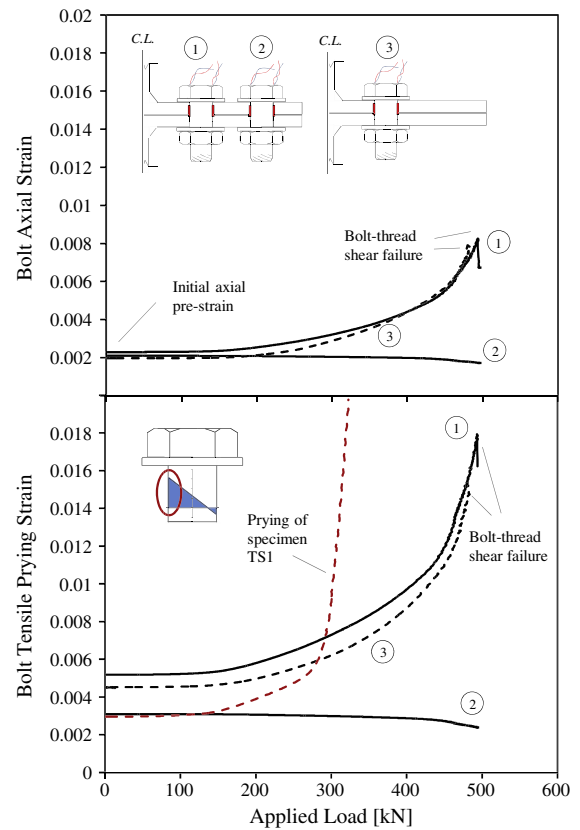 0.02
0.018
0.016
0.014
0.012
0.01
0.008
0.006
0.004
0.002
Bolt Axial Strain
C.L.
1
2
C.L.
3
Bolt-thread
shear failure
1
Initial axial
pre-strain
3
2
0.018
0.016
0.014
0.012
0.01
0.008
0.006
0.004
0.002
0
Bolt Tensile Prying Strain
1
Prying of
specimen
TS1
Bolt-thread
shear failure
3
2
0
100
200
300
400
500
600
Applied Load [kN]